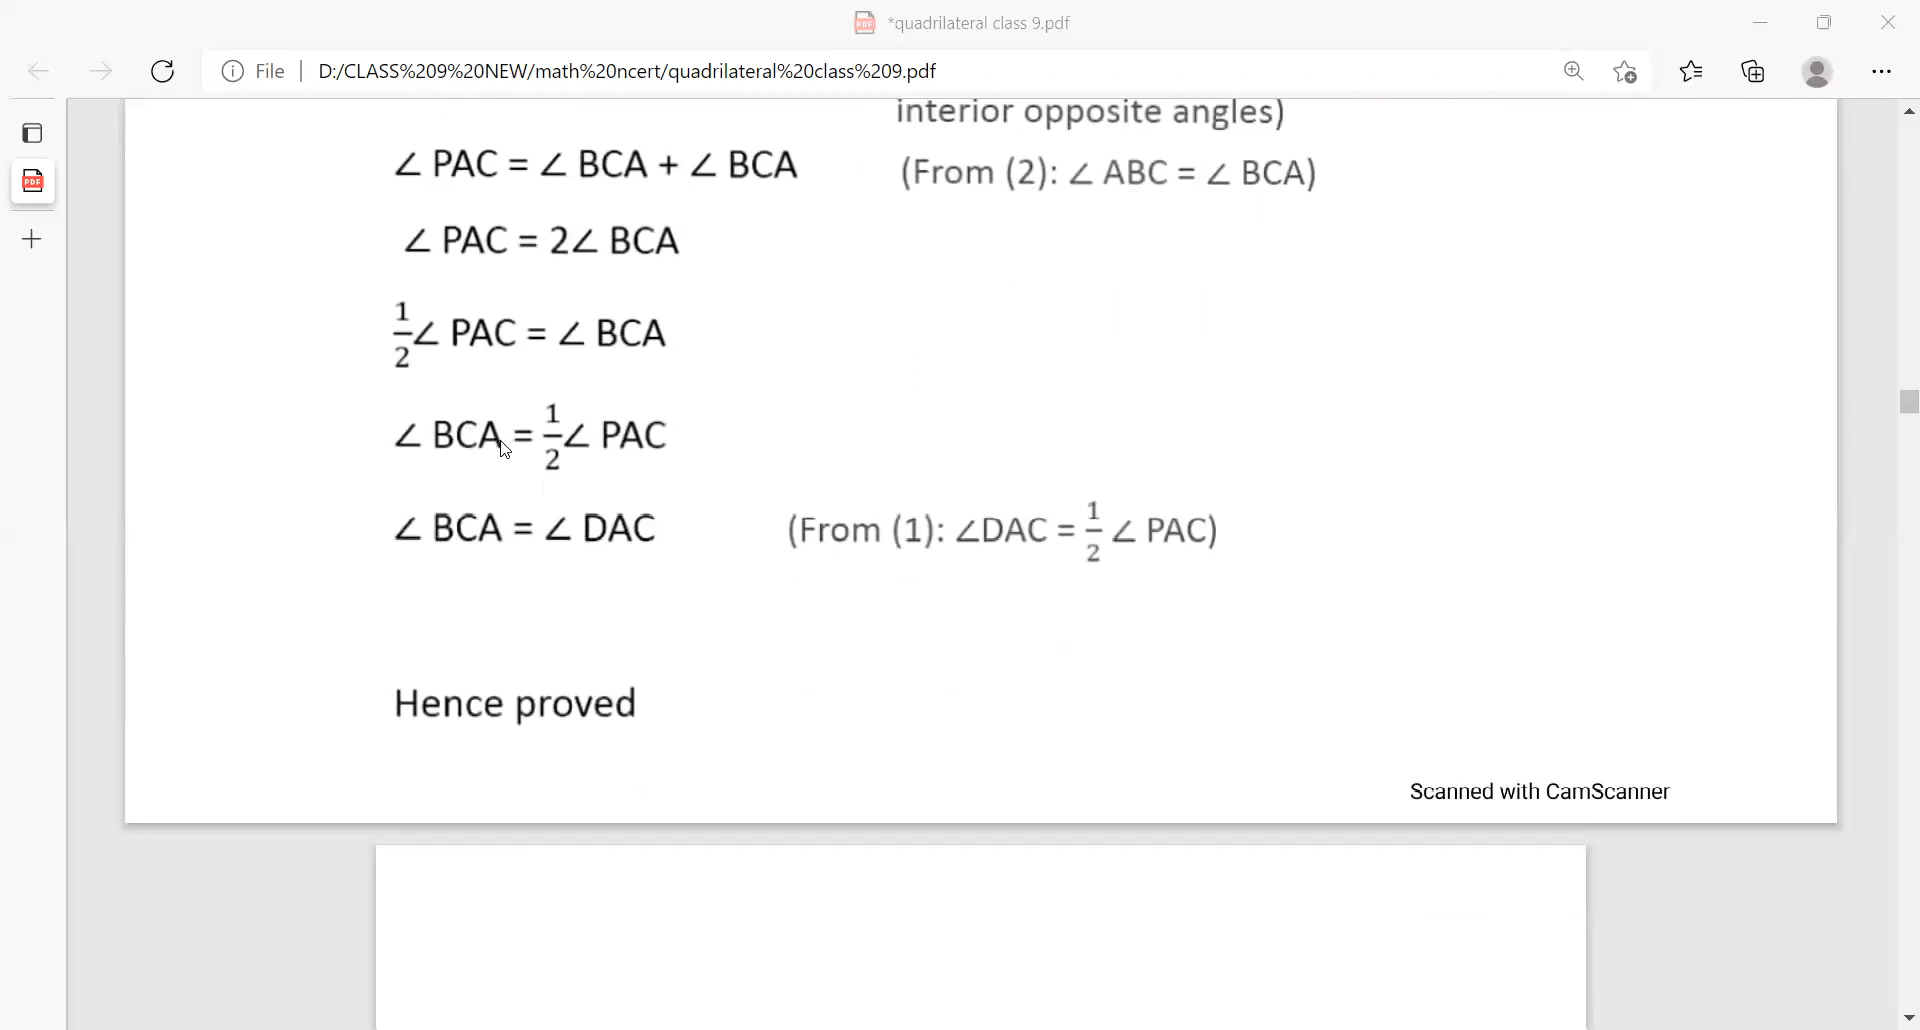 *quadrilateral class 9.pdf
File | D:/CLASS%209%20NEW/math%20ncert/quadrilateral%20class%209.pdf
interior opposite angles)
∠ PAC = ∠ BCA + ∠ BCA (From (2): ∠ ABC = ∠ BCA)
∠ PAC = 2∠ BCA
1/2 ∠ PAC = ∠ BCA
∠ BCA = 1/2 ∠ PAC
∠ BCA = ∠ DAC (From (1): ∠DAC = 1/2 ∠ PAC)
Hence proved
Scanned with CamScanner